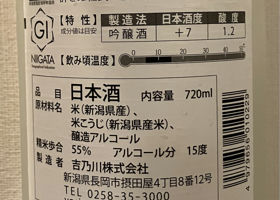 【特性】
成分値は目安
製造法 日本酒度 酸度
吟醸酒 +7 1.2
GI
NIIGATA
【飲み頃温度】
品目 日本酒 内容量 720ml
原材料名 米(新潟県産)、
米こうじ(新潟県産米)、
醸造アルコール
精米歩合 55% アルコール分 15度
製造者 吉乃川株式会社
新潟県長岡市摂田屋4丁目8番12号
TEL 0258-35-3000
4 979656 010229